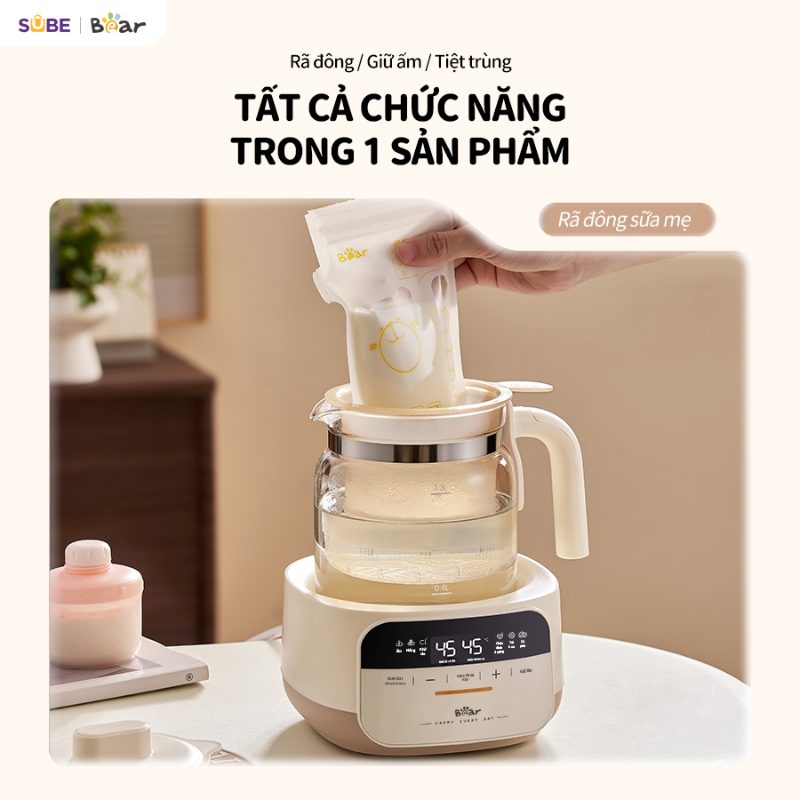 SUBE | Bear
Rã đông / Giữ ấm / Tiệt trùng
TẤT CẢ CHỨC NĂNG
TRONG 1 SẢN PHẨM
Rã đông sữa mẹ
Bear
0.4L
45 45 °C
− +
Bear
HAPPY EVERY DAY